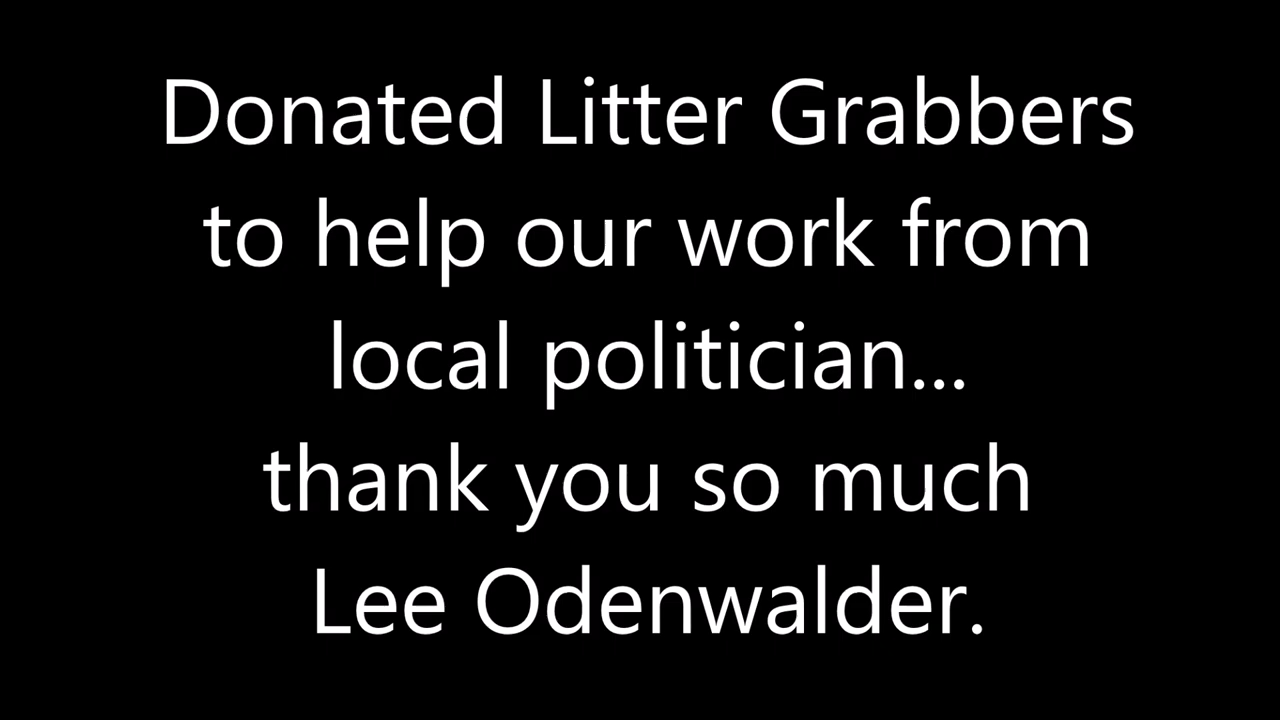 Donated Litter Grabbers
to help our work from
local politician...
thank you so much
Lee Odenwalder.